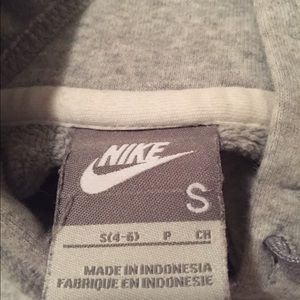 NIKE
S
S(4-6) P CH
MADE IN INDONESIA
FABRIQUE EN INDONESIE